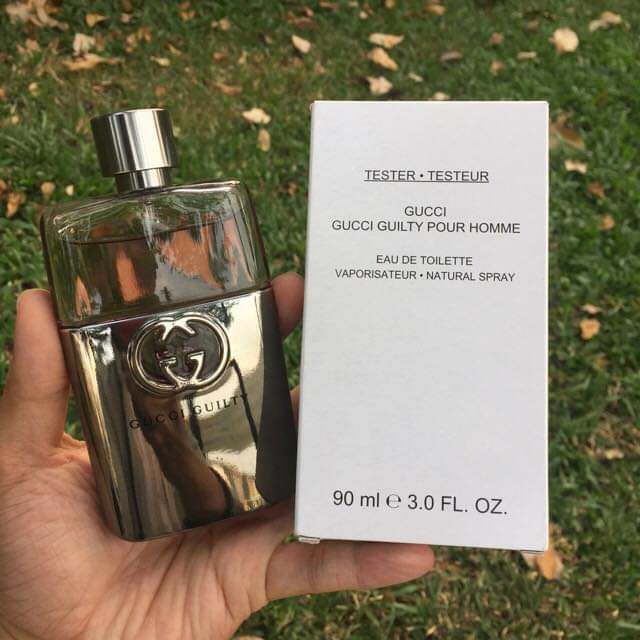 GUCCI GUILTY
TESTER • TESTEUR
GUCCI
GUCCI GUILTY POUR HOMME
EAU DE TOILETTE
VAPORISATEUR • NATURAL SPRAY
90 ml ℮ 3.0 FL. OZ.